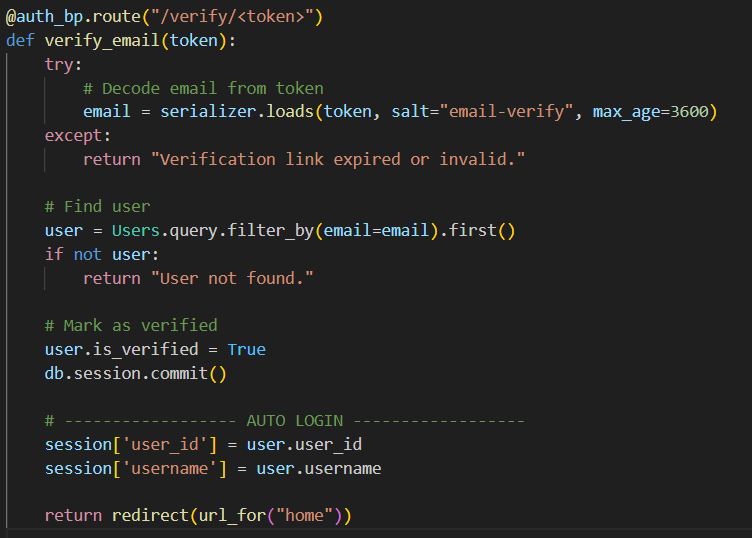 @auth_bp.route("/verify/<token>")
def verify_email(token):
    try:
        # Decode email from token
        email = serializer.loads(token, salt="email-verify", max_age=3600)
    except:
        return "Verification link expired or invalid."

    # Find user
    user = Users.query.filter_by(email=email).first()
    if not user:
        return "User not found."

    # Mark as verified
    user.is_verified = True
    db.session.commit()

    # ------------------ AUTO LOGIN ------------------
    session['user_id'] = user.user_id
    session['username'] = user.username

    return redirect(url_for("home"))